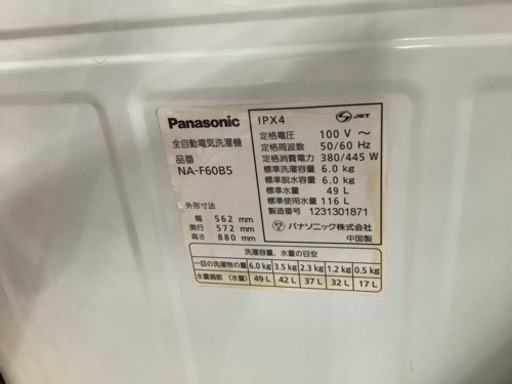 Panasonic
全自動電気洗濯機
品番
NA-F60B5
外形寸法
幅 562 mm
奥行 572 mm
高さ 880 mm
IPX4
JET
定格電圧 100 V ～
定格周波数 50/60 Hz
定格消費電力 380/445 W
標準洗濯容量 6.0 kg
標準脱水容量 6.0 kg
標準水量 49 L
標準使用水量 116 L
製造番号 1231301871
パナソニック株式会社
中国製
洗濯容量、水量の目安
一回の洗濯物の量 6.0 kg 3.5 kg 2.3 kg 1.2 kg 0.5 kg
水量調節 (水量) 49 L 42 L 37 L 32 L 17 L